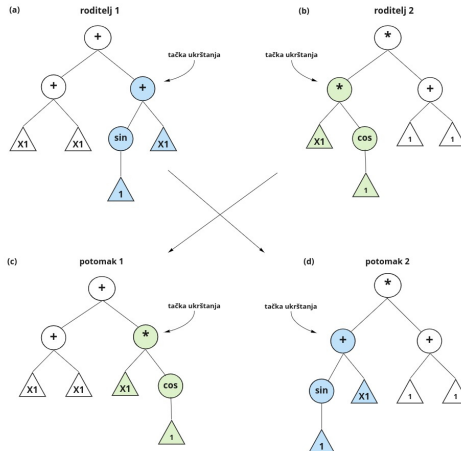 (a) roditelj 1 (b) roditelj 2
+ *
tačka ukrštanja tačka ukrštanja
+ + * +
X1 X1 sin X1 X1 cos 1 1
1 1
(c) potomak 1 (d) potomak 2
+ *
tačka ukrštanja tačka ukrštanja
+ * + +
X1 X1 X1 cos sin X1 1 1
1 1